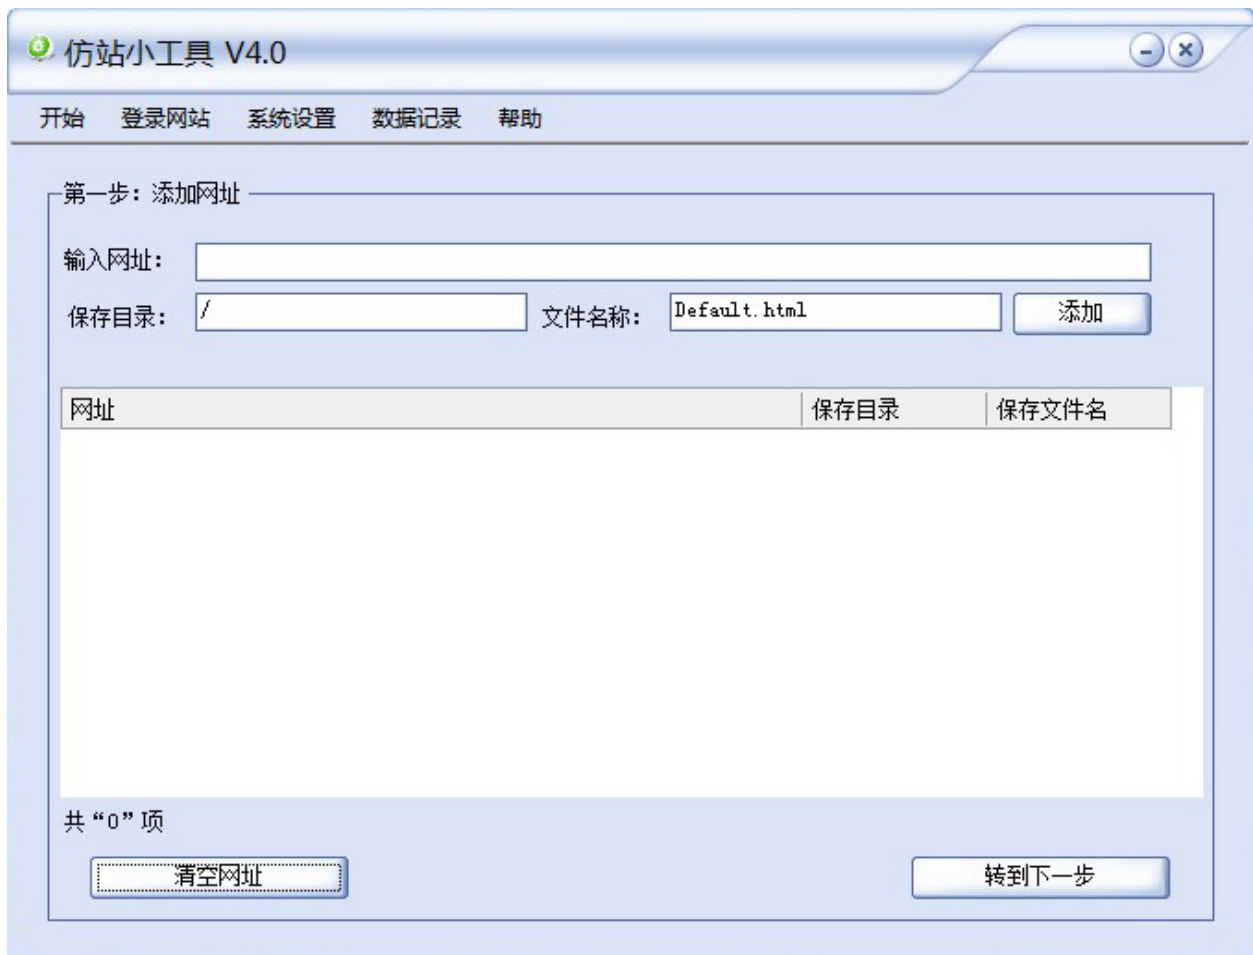 仿站小工具 V4.0
开始 登录网站 系统设置 数据记录 帮助
第一步：添加网址
输入网址：
保存目录： / 文件名称： Default.html 添加
网址 保存目录 保存文件名
共“0”项
清空网址 转到下一步